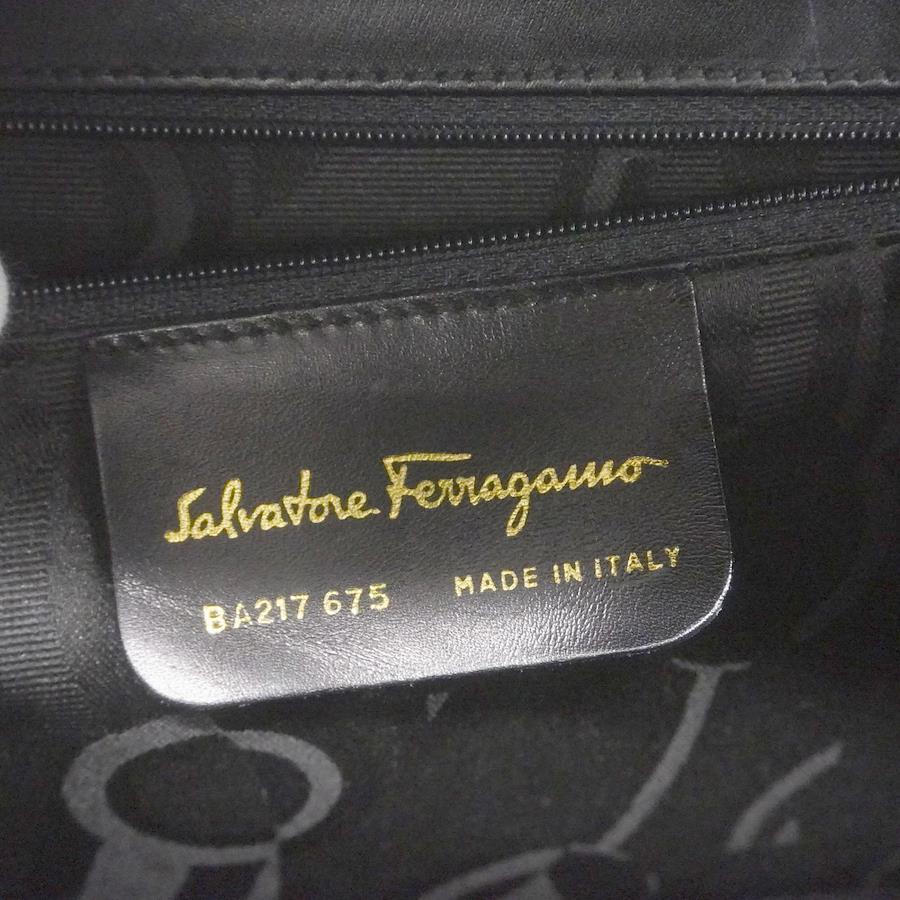 Salvatore Ferragamo
BA217 675 MADE IN ITALY